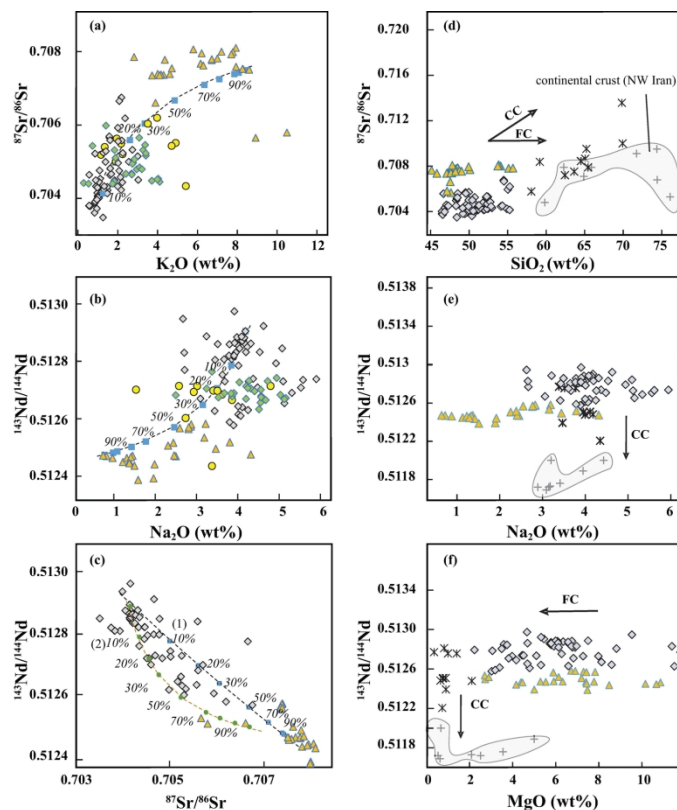 (a)
⁸⁷Sr/⁸⁶Sr
0.708
0.706
0.704
10%
20%
30%
50%
70%
90%
0 2 4 6 8 10 12
K₂O (wt%)
(d)
⁸⁷Sr/⁸⁶Sr
0.720
0.716
0.712
0.708
0.704
continental crust (NW Iran)
CC
FC
45 50 55 60 65 70 75
SiO₂ (wt%)
(b)
¹⁴³Nd/¹⁴⁴Nd
0.5130
0.5128
0.5126
0.5124
10%
20%
30%
50%
70%
90%
0 1 2 3 4 5 6
Na₂O (wt%)
(e)
¹⁴³Nd/¹⁴⁴Nd
0.5138
0.5134
0.5130
0.5126
0.5122
0.5118
CC
0 1 2 3 4 5 6
Na₂O (wt%)
(c)
¹⁴³Nd/¹⁴⁴Nd
0.5130
0.5128
0.5126
0.5124
(1)
(2)
10%
10%
20%
20%
30%
30%
50%
50%
70%
70%
90%
90%
0.703 0.705 0.707
⁸⁷Sr/⁸⁶Sr
(f)
¹⁴³Nd/¹⁴⁴Nd
0.5134
0.5130
0.5126
0.5122
0.5118
FC
CC
0 2 4 6 8 10
MgO (wt%)